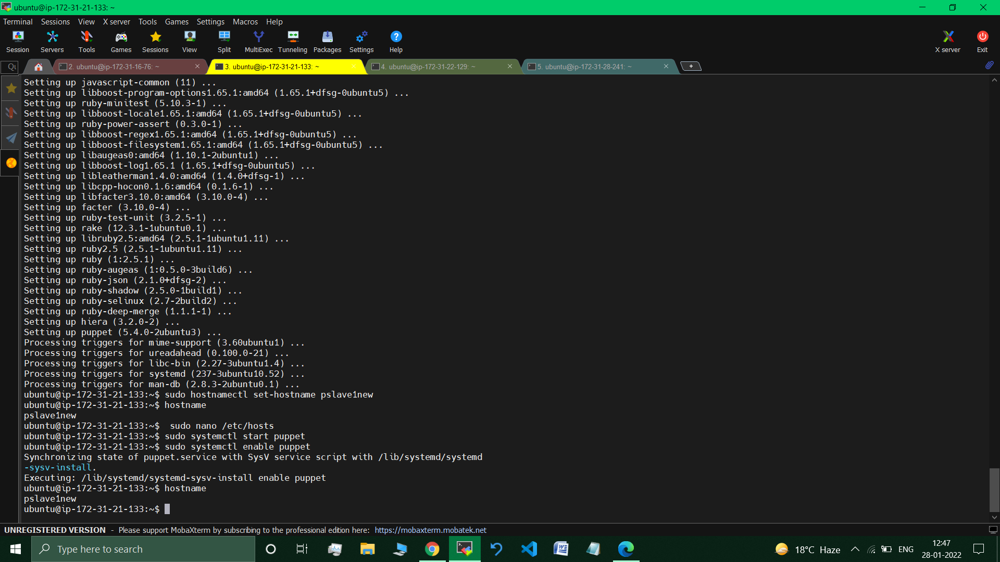 ubuntu@ip-172-31-21-133: ~
Terminal Sessions View X server Tools Games Settings Macros Help
Session Servers Tools Games Sessions View Split MultiExec Tunneling Packages Settings Help X server Exit
2. ubuntu@ip-172-31-16-76: ~ 3. ubuntu@ip-172-31-21-133: ~ 4. ubuntu@ip-172-31-22-129: ~ 5. ubuntu@ip-172-31-28-241: ~
Setting up javascript-common (11) ...
Setting up libboost-program-options1.65.1:amd64 (1.65.1+dfsg-0ubuntu5) ...
Setting up ruby-minitest (5.10.3-1) ...
Setting up libboost-locale1.65.1:amd64 (1.65.1+dfsg-0ubuntu5) ...
Setting up ruby-power-assert (0.3.0-1) ...
Setting up libboost-regex1.65.1:amd64 (1.65.1+dfsg-0ubuntu5) ...
Setting up libboost-filesystem1.65.1:amd64 (1.65.1+dfsg-0ubuntu5) ...
Setting up libaugeas0:amd64 (1.10.1-2ubuntu1) ...
Setting up libboost-log1.65.1 (1.65.1+dfsg-0ubuntu5) ...
Setting up libleatherman1.4.0:amd64 (1.4.0+dfsg-1) ...
Setting up libcpp-hocon0.1.6:amd64 (0.1.6-1) ...
Setting up libfacter3.10.0:amd64 (3.10.0-4) ...
Setting up facter (3.10.0-4) ...
Setting up ruby-test-unit (3.2.5-1) ...
Setting up rake (12.3.1-1ubuntu0.1) ...
Setting up libruby2.5:amd64 (2.5.1-1ubuntu1.11) ...
Setting up ruby2.5 (2.5.1-1ubuntu1.11) ...
Setting up ruby (1:2.5.1) ...
Setting up ruby-augeas (1:0.5.0-3build6) ...
Setting up ruby-json (2.1.0+dfsg-2) ...
Setting up ruby-shadow (2.5.0-1build1) ...
Setting up ruby-selinux (2.7-2build2) ...
Setting up ruby-deep-merge (1.1.1-1) ...
Setting up hiera (3.2.0-2) ...
Setting up puppet (5.4.0-2ubuntu3) ...
Processing triggers for mime-support (3.60ubuntu1) ...
Processing triggers for ureadahead (0.100.0-21) ...
Processing triggers for libc-bin (2.27-3ubuntu1.4) ...
Processing triggers for systemd (237-3ubuntu10.52) ...
Processing triggers for man-db (2.8.3-2ubuntu0.1) ...
ubuntu@ip-172-31-21-133:~$ sudo hostnamectl set-hostname pslave1new
ubuntu@ip-172-31-21-133:~$ hostname
pslave1new
ubuntu@ip-172-31-21-133:~$  sudo nano /etc/hosts
ubuntu@ip-172-31-21-133:~$ sudo systemctl start puppet
ubuntu@ip-172-31-21-133:~$ sudo systemctl enable puppet
Synchronizing state of puppet.service with SysV service script with /lib/systemd/systemd
-sysv-install.
Executing: /lib/systemd/systemd-sysv-install enable puppet
ubuntu@ip-172-31-21-133:~$ hostname
pslave1new
ubuntu@ip-172-31-21-133:~$
UNREGISTERED VERSION - Please support MobaXterm by subscribing to the professional edition here: https://mobaxterm.mobatek.net
Type here to search 18°C Haze ENG 12:47
28-01-2022